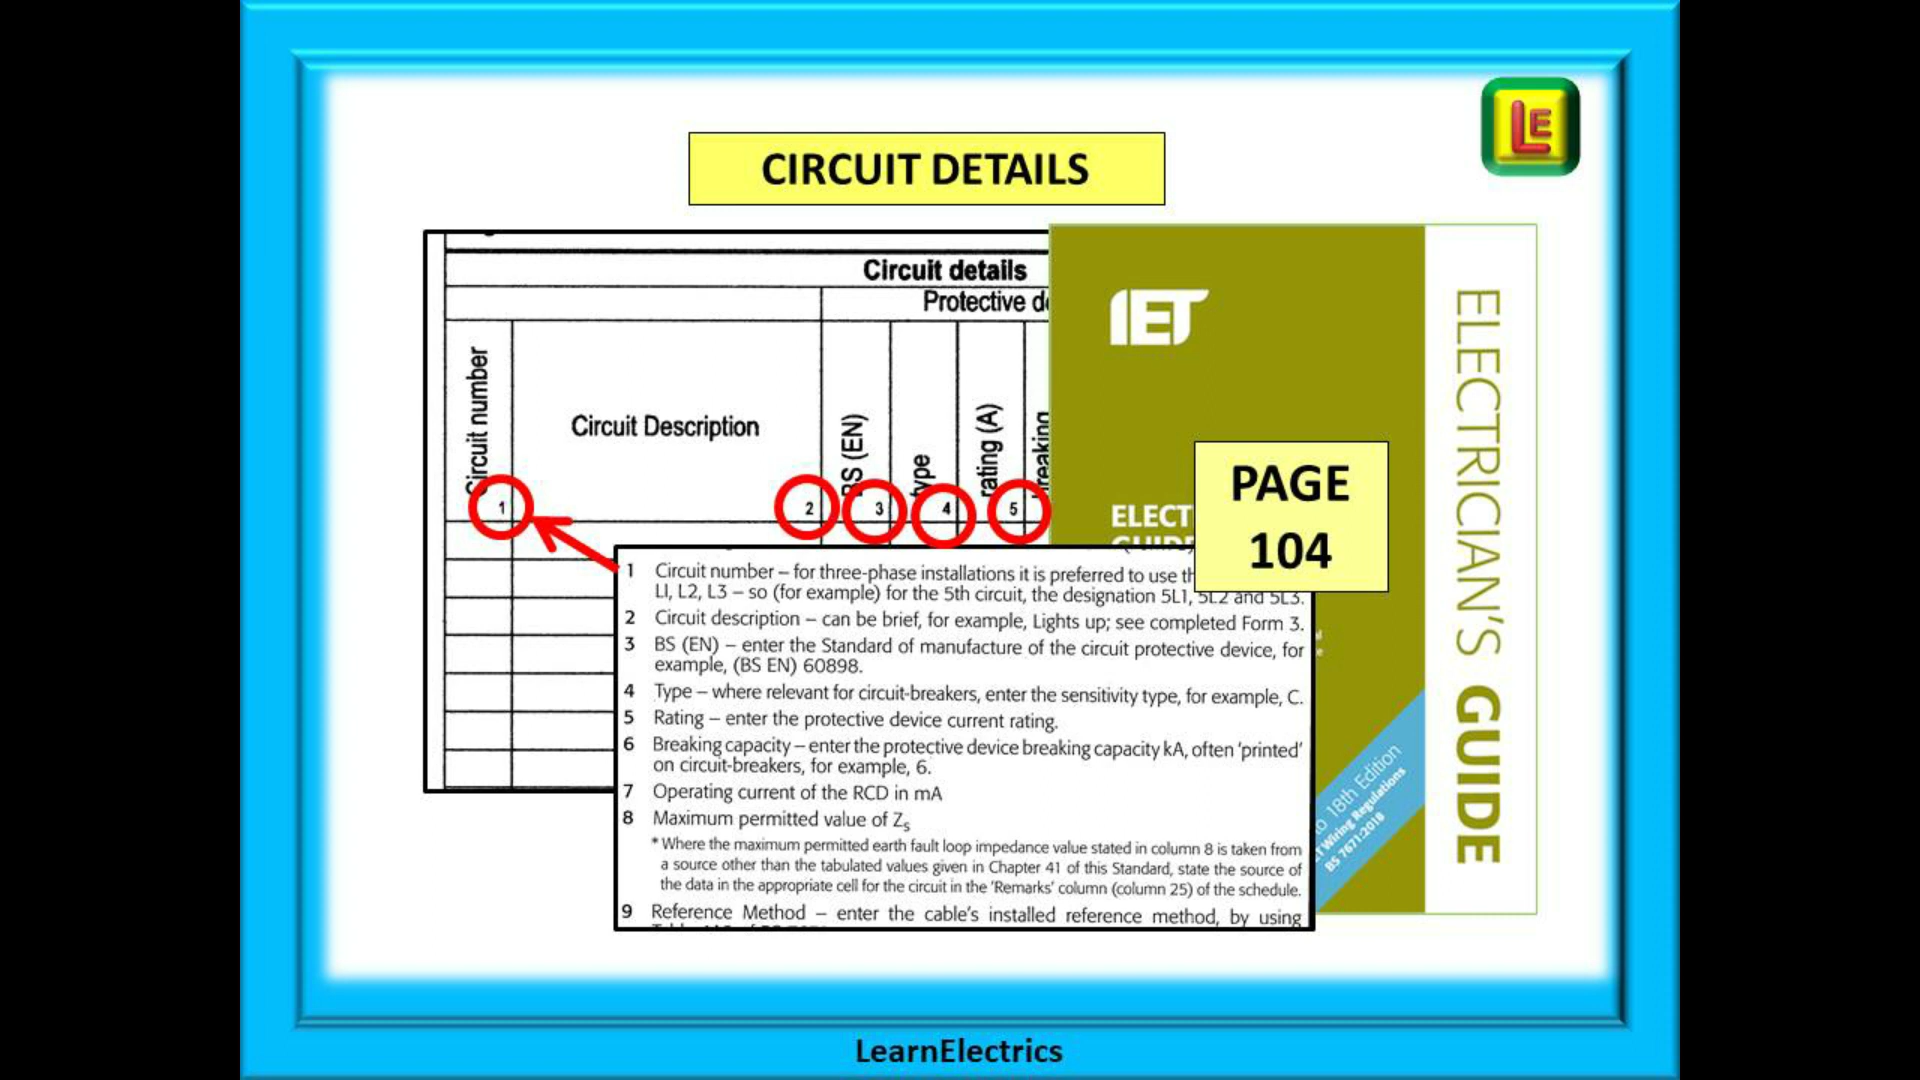 LE
CIRCUIT DETAILS
Circuit details
Protective d
Circuit number
Circuit Description
BS (EN)
type
rating (A)
breaking
1
2
3
4
5
IET
ELECT
PAGE
104
ELECTRICIAN'S GUIDE
1 Circuit number – for three-phase installations it is preferred to use th
LI, L2, L3 – so (for example) for the 5th circuit, the designation 5L1, 5L2 and 5L3.
2 Circuit description – can be brief, for example, Lights up; see completed Form 3.
3 BS (EN) – enter the Standard of manufacture of the circuit protective device, for
example, (BS EN) 60898.
4 Type – where relevant for circuit-breakers, enter the sensitivity type, for example, C.
5 Rating – enter the protective device current rating.
6 Breaking capacity – enter the protective device breaking capacity kA, often 'printed'
on circuit-breakers, for example, 6.
7 Operating current of the RCD in mA
8 Maximum permitted value of Zs
* Where the maximum permitted earth fault loop impedance value stated in column 8 is taken from
a source other than the tabulated values given in Chapter 41 of this Standard, state the source of
the data in the appropriate cell for the circuit in the 'Remarks' column (column 25) of the schedule.
9 Reference Method – enter the cable's installed reference method, by using
to 18th Edition
Wiring Regulations
BS 7671:2018
LearnElectrics